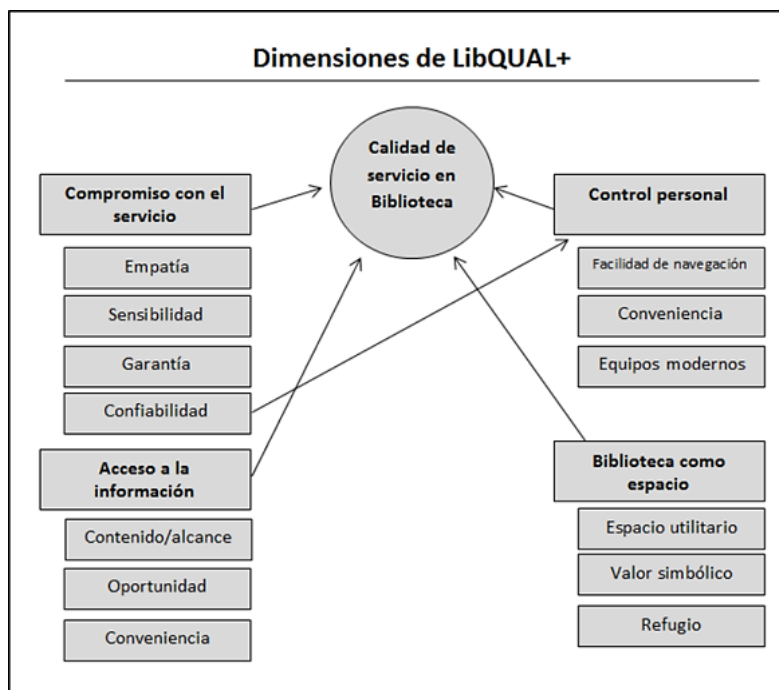 Dimensiones de LibQUAL+
Calidad de
servicio en
Biblioteca
Compromiso con el
servicio
Empatía
Sensibilidad
Garantía
Confiabilidad
Acceso a la
información
Contenido/alcance
Oportunidad
Conveniencia
Control personal
Facilidad de navegación
Conveniencia
Equipos modernos
Biblioteca como
espacio
Espacio utilitario
Valor simbólico
Refugio